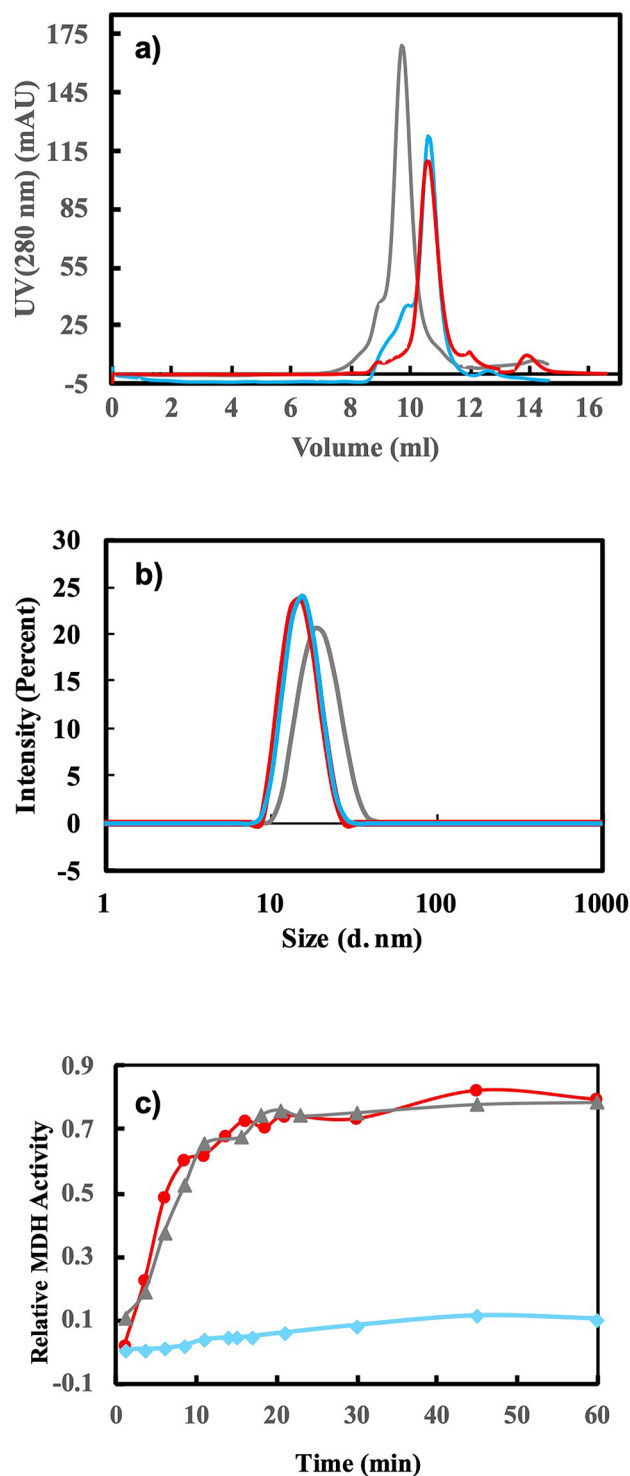 a)
UV(280 nm) (mAU)
175
145
115
85
55
25
-5
0 2 4 6 8 10 12 14 16
Volume (ml)
b)
Intensity (Percent)
30
25
20
15
10
5
0
-5
1 10 100 1000
Size (d. nm)
c)
Relative MDH Activity
0.9
0.7
0.5
0.3
0.1
-0.1
0 10 20 30 40 50 60
Time (min)